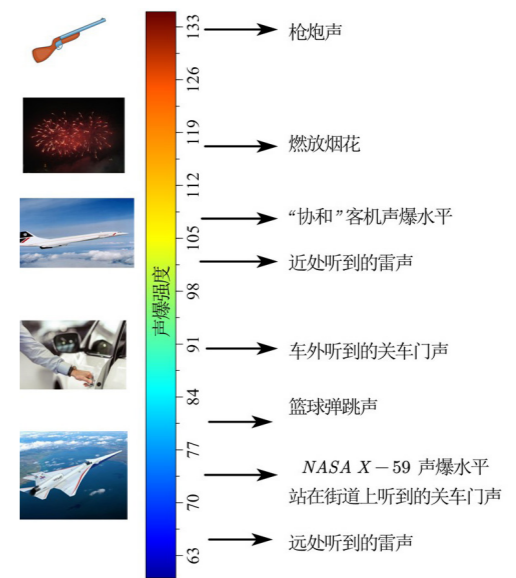 133
枪炮声
126
119
燃放烟花
112
“协和”客机声爆水平
105
近处听到的雷声
98
声爆强度
91
车外听到的关车门声
84
篮球弹跳声
77
NASA X－59 声爆水平
70
站在街道上听到的关车门声
63
远处听到的雷声